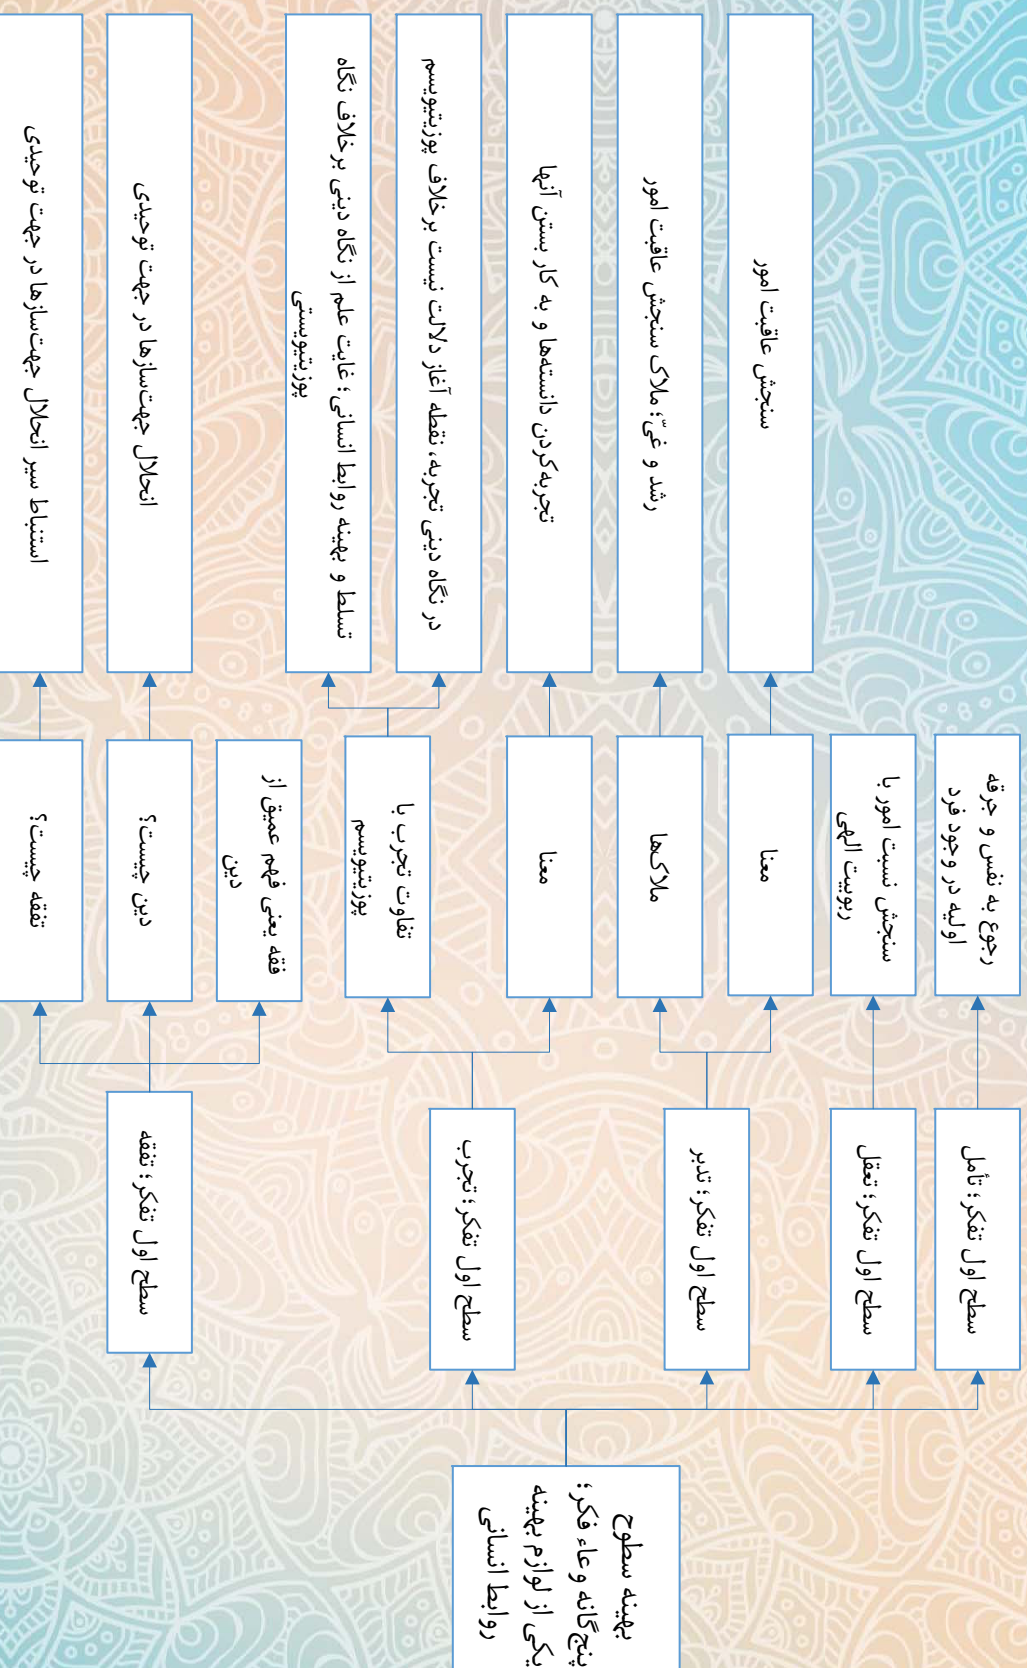 بهینه سطوح
پنج‌گانه وعاء فکر؛
یکی از لوازم بهینه
روابط انسانی
سطح اول تفکر؛ تأمل
رجوع به نفس و جرقه
اولیه در وجود فرد
سطح اول تفکر؛ تعقل
سنجش نسبت امور با
ربوبیت الهی
سطح اول تفکر؛ تدبر
معنا
سنجش عاقبت امور
ملاک‌ها
رشد و غیّ؛ ملاک سنجش عاقبت امور
سطح اول تفکر؛ تجرب
معنا
تجربه کردن دانسته‌ها و به کار بستن آنها
تفاوت تجرب با
پوزیتیویسم
در نگاه دینی تجربه، نقطه آغاز دلالت نیست برخلاف پوزیتیویسم
تسلط و بهینه روابط انسانی؛ غایت علم از نگاه دینی برخلاف نگاه
پوزیتیویستی
سطح اول تفکر؛ تفقه
فقه یعنی فهم عمیق از
دین
دین چیست؟
انحلال جهت‌سازها در جهت توحیدی
تفقه چیست؟
استنباط سیر انحلال جهت‌سازها در جهت توحیدی